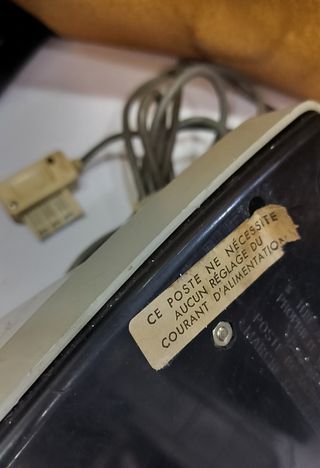 CE POSTE NE NÉCESSITE
AUCUN RÉGLAGE DU
COURANT D'ALIMENTATION